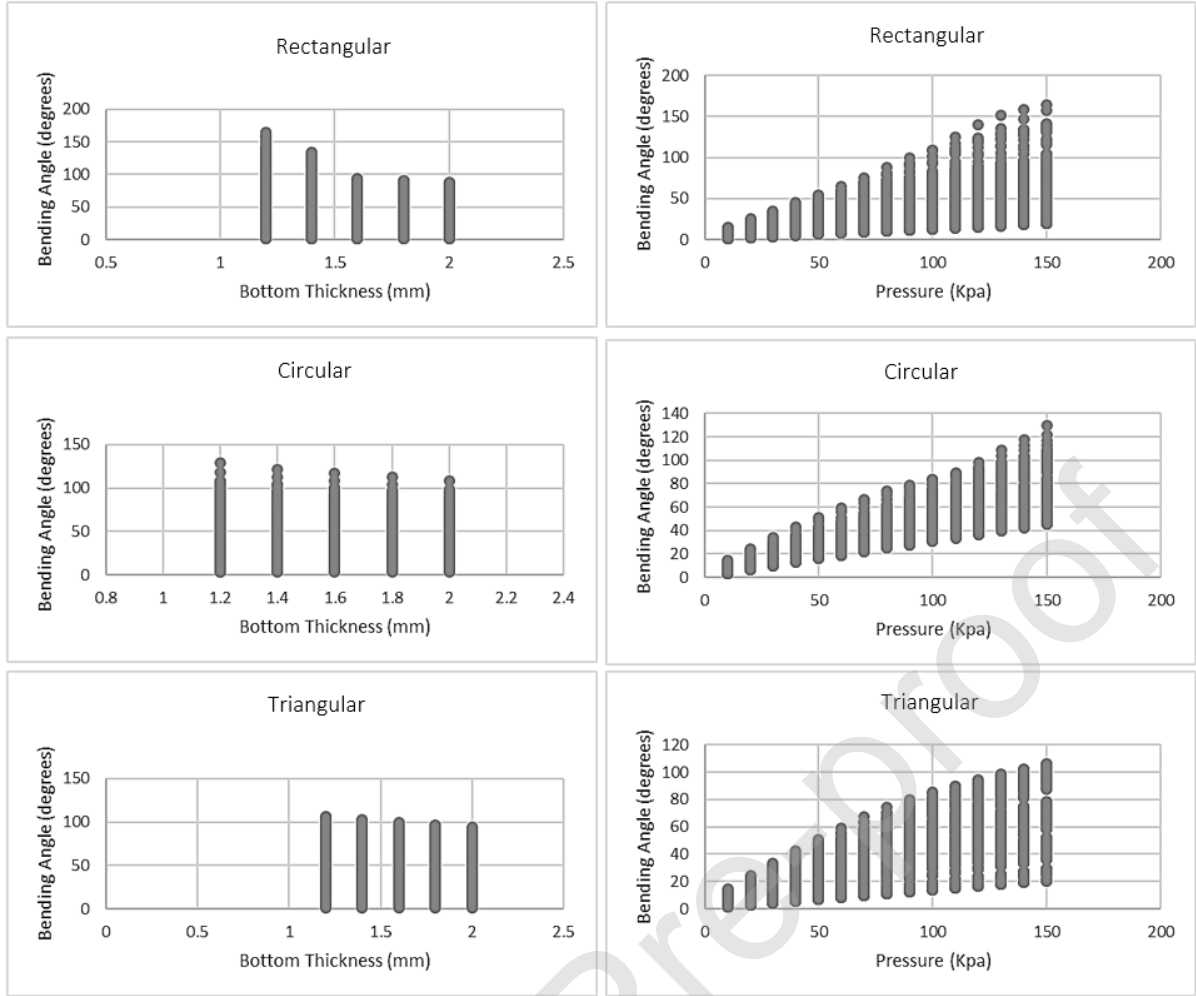 Rectangular
Bending Angle (degrees)
200
150
100
50
0
0.5 1 1.5 2 2.5
Bottom Thickness (mm)
Rectangular
Bending Angle (degrees)
200
150
100
50
0
0 50 100 150 200
Pressure (Kpa)
Circular
Bending Angle (degrees)
150
100
50
0
0.8 1 1.2 1.4 1.6 1.8 2 2.2 2.4
Bottom Thickness (mm)
Circular
Bending Angle (degrees)
140
120
100
80
60
40
20
0
0 50 100 150 200
Pressure (Kpa)
Triangular
Bending Angle (degrees)
150
100
50
0
0 0.5 1 1.5 2 2.5
Bottom Thickness (mm)
Triangular
Bending Angle (degrees)
120
100
80
60
40
20
0
0 50 100 150 200
Pressure (Kpa)
Pre-proof